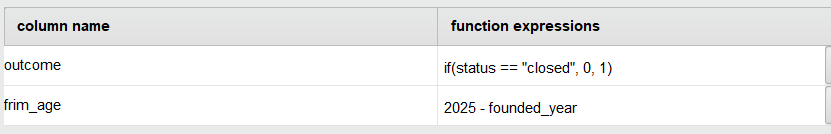 column name function expressions
outcome if(status == "closed", 0, 1)
frim_age 2025 - founded_year